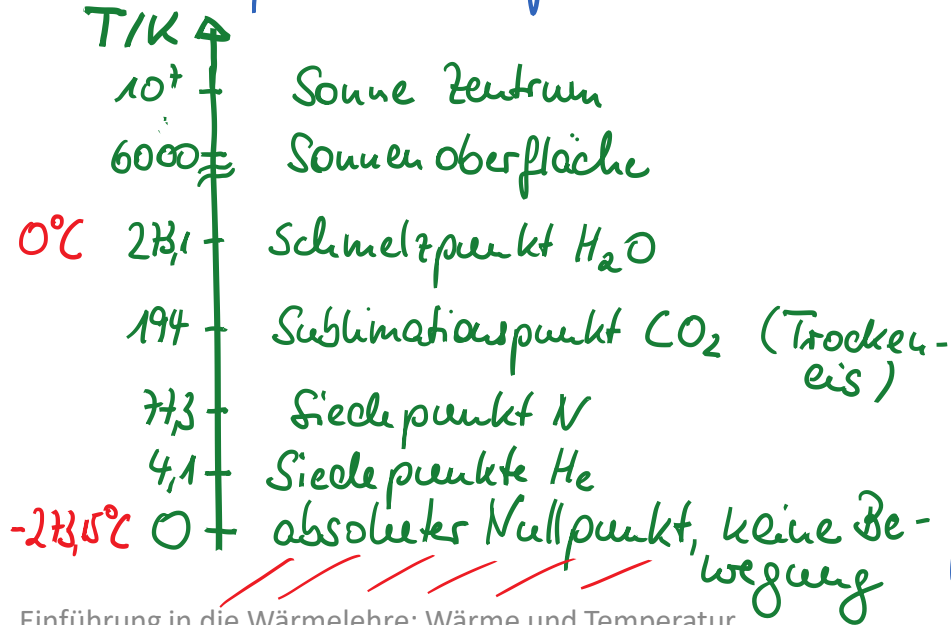 T/K
10⁷ Sonne Zentrum
6000 Sonnenoberfläche
0°C 273,1 Schmelzpunkt H₂O
194 Sublimationspunkt CO₂ (Trocken-
eis)
77,3 Siedepunkt N
4,1 Siedepunkte He
-273,15°C 0 absoluter Nullpunkt, keine Be-
wegung
Einführung in die Wärmelehre: Wärme und Temperatur